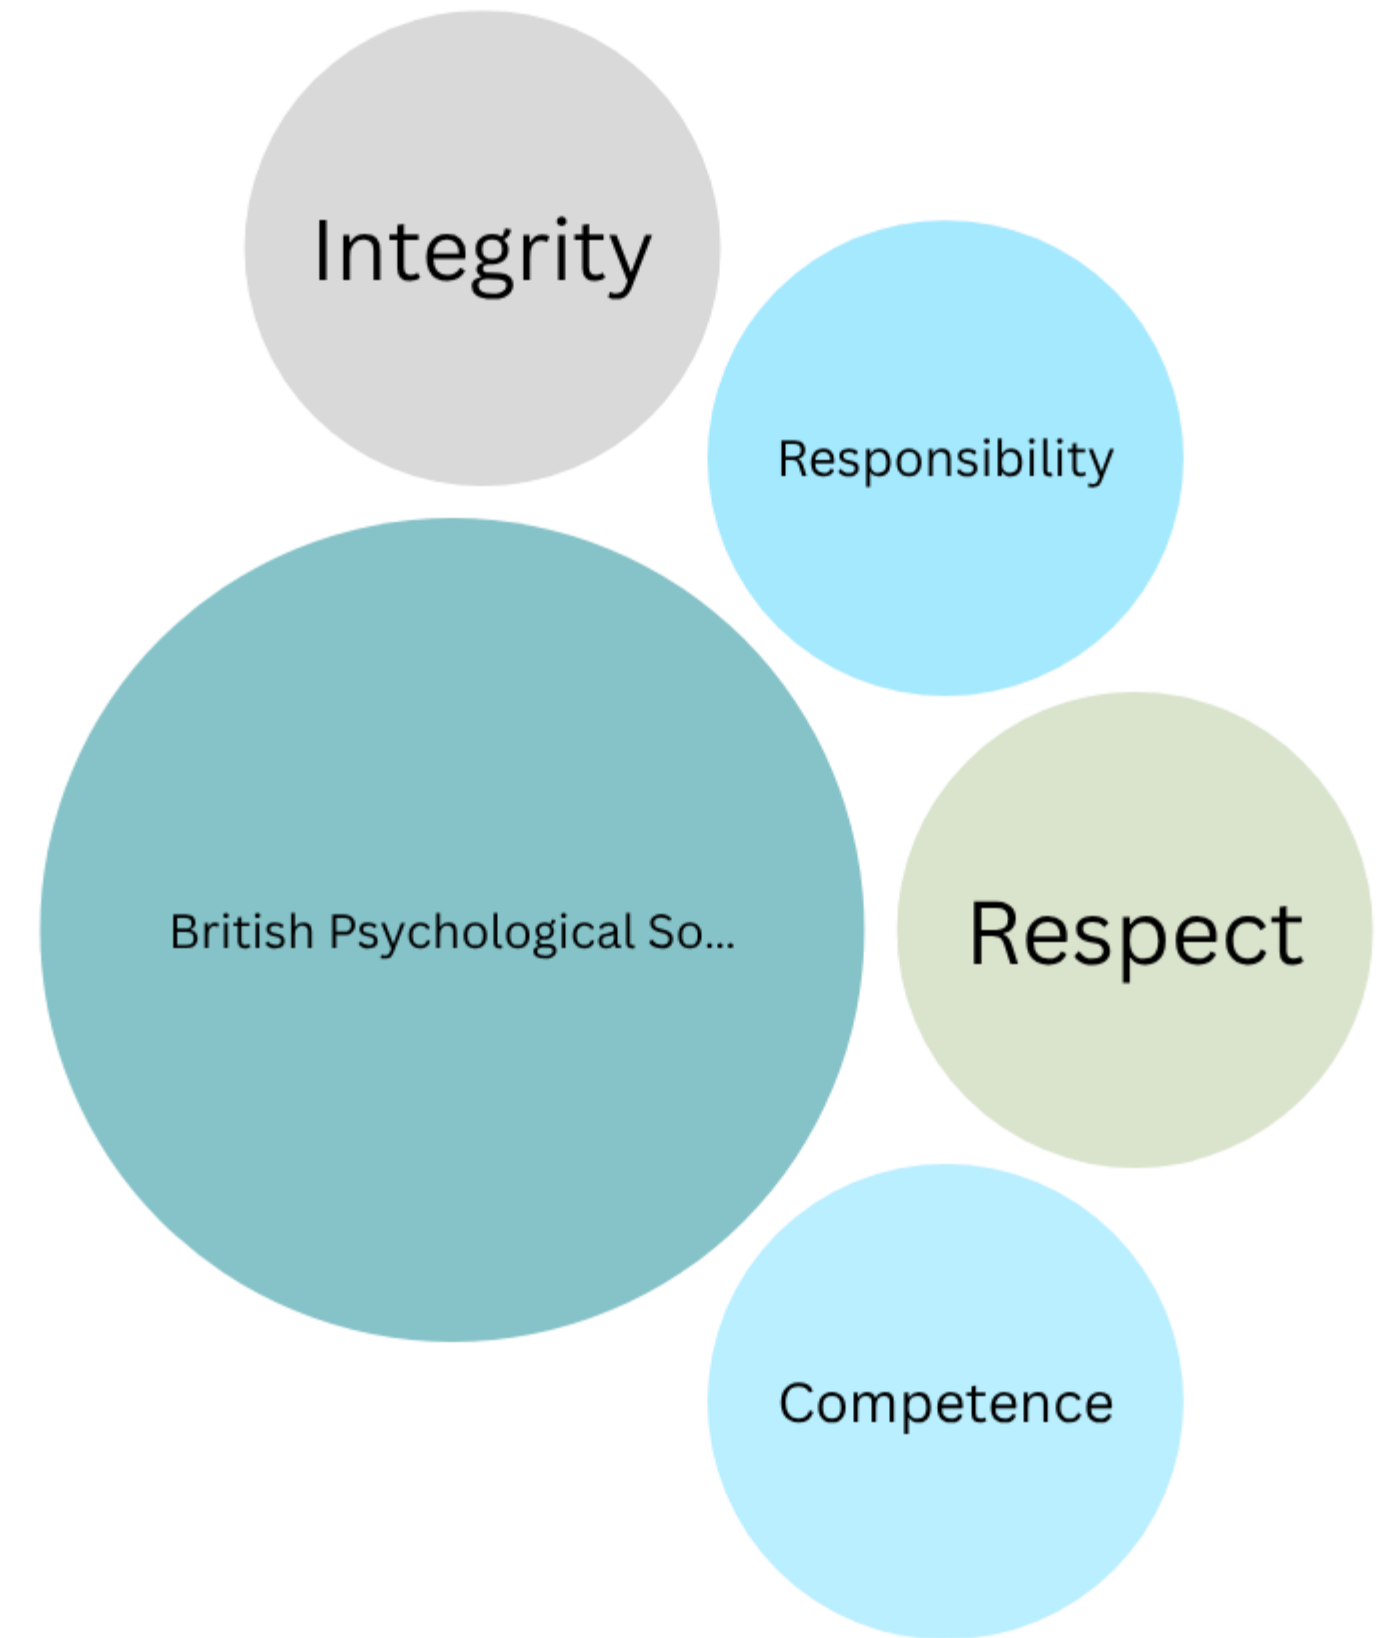 Integrity
Responsibility
British Psychological So...
Respect
Competence